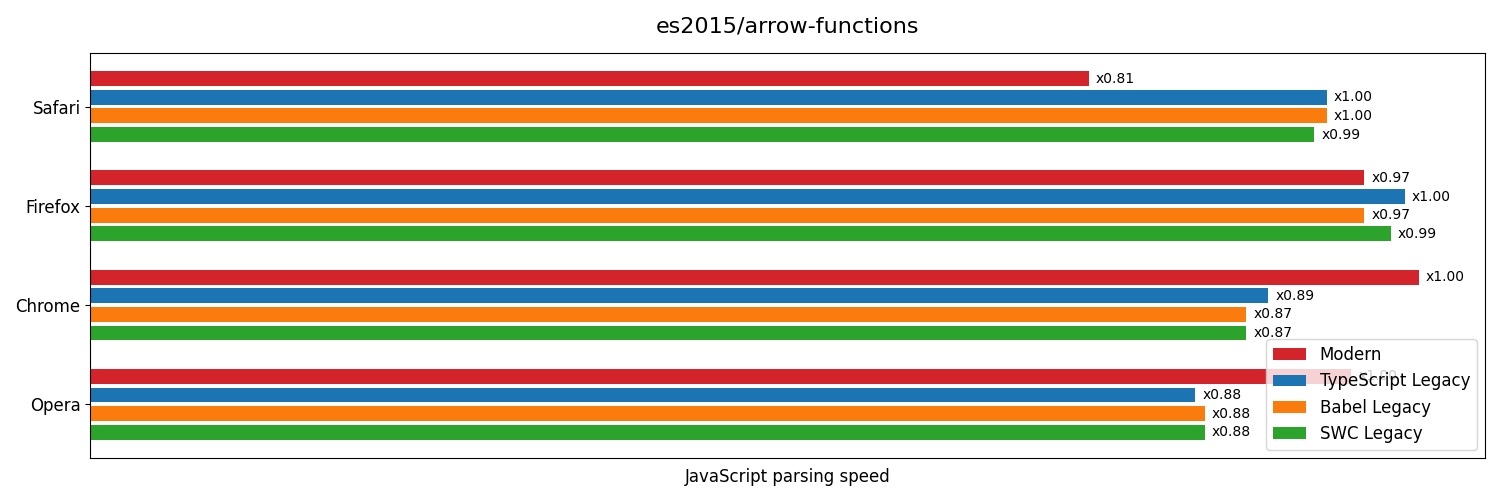 es2015/arrow-functions
Safari
x0.81
x1.00
x1.00
x0.99
Firefox
x0.97
x1.00
x0.97
x0.99
Chrome
x1.00
x0.89
x0.87
x0.87
Opera
x1.00
x0.88
x0.88
x0.88
Modern
TypeScript Legacy
Babel Legacy
SWC Legacy
JavaScript parsing speed